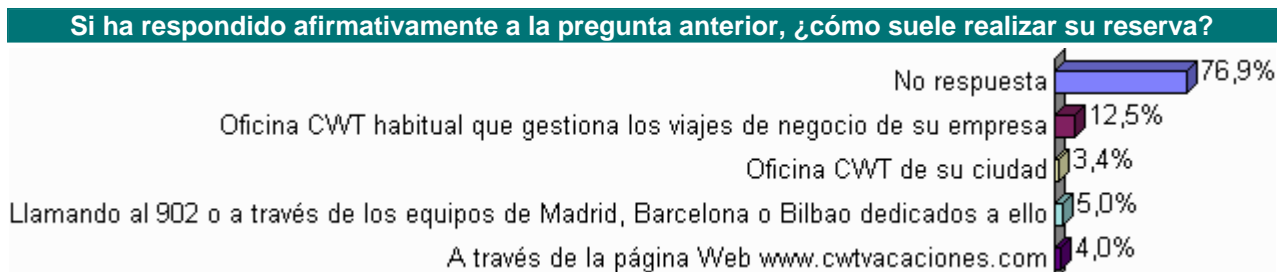 Si ha respondido afirmativamente a la pregunta anterior, ¿cómo suele realizar su reserva?
No respuesta 76,9%
Oficina CWT habitual que gestiona los viajes de negocio de su empresa 12,5%
Oficina CWT de su ciudad 3,4%
Llamando al 902 o a través de los equipos de Madrid, Barcelona o Bilbao dedicados a ello 5,0%
A través de la página Web www.cwtvacaciones.com 4,0%